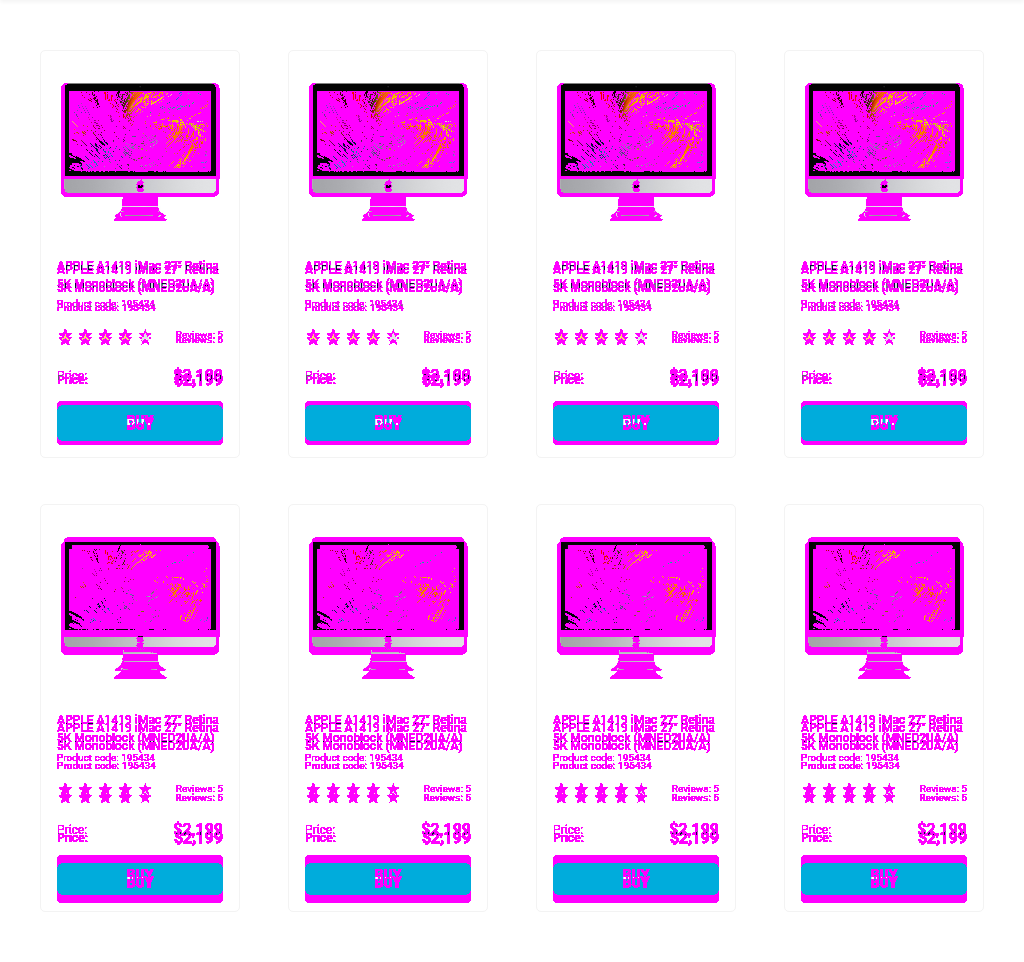 APPLE A1419 iMac 27" Retina
5K Monoblock (MNED2UA/A)
Product code: 195434
Reviews: 5
Price: $2,199
BUY
APPLE A1419 iMac 27" Retina
5K Monoblock (MNED2UA/A)
Product code: 195434
Reviews: 5
Price: $2,199
BUY
APPLE A1419 iMac 27" Retina
5K Monoblock (MNED2UA/A)
Product code: 195434
Reviews: 5
Price: $2,199
BUY
APPLE A1419 iMac 27" Retina
5K Monoblock (MNED2UA/A)
Product code: 195434
Reviews: 5
Price: $2,199
BUY
APPLE A1419 iMac 27" Retina
5K Monoblock (MNED2UA/A)
Product code: 195434
Reviews: 5
Price: $2,199
BUY
APPLE A1419 iMac 27" Retina
5K Monoblock (MNED2UA/A)
Product code: 195434
Reviews: 5
Price: $2,199
BUY
APPLE A1419 iMac 27" Retina
5K Monoblock (MNED2UA/A)
Product code: 195434
Reviews: 5
Price: $2,199
BUY
APPLE A1419 iMac 27" Retina
5K Monoblock (MNED2UA/A)
Product code: 195434
Reviews: 5
Price: $2,199
BUY